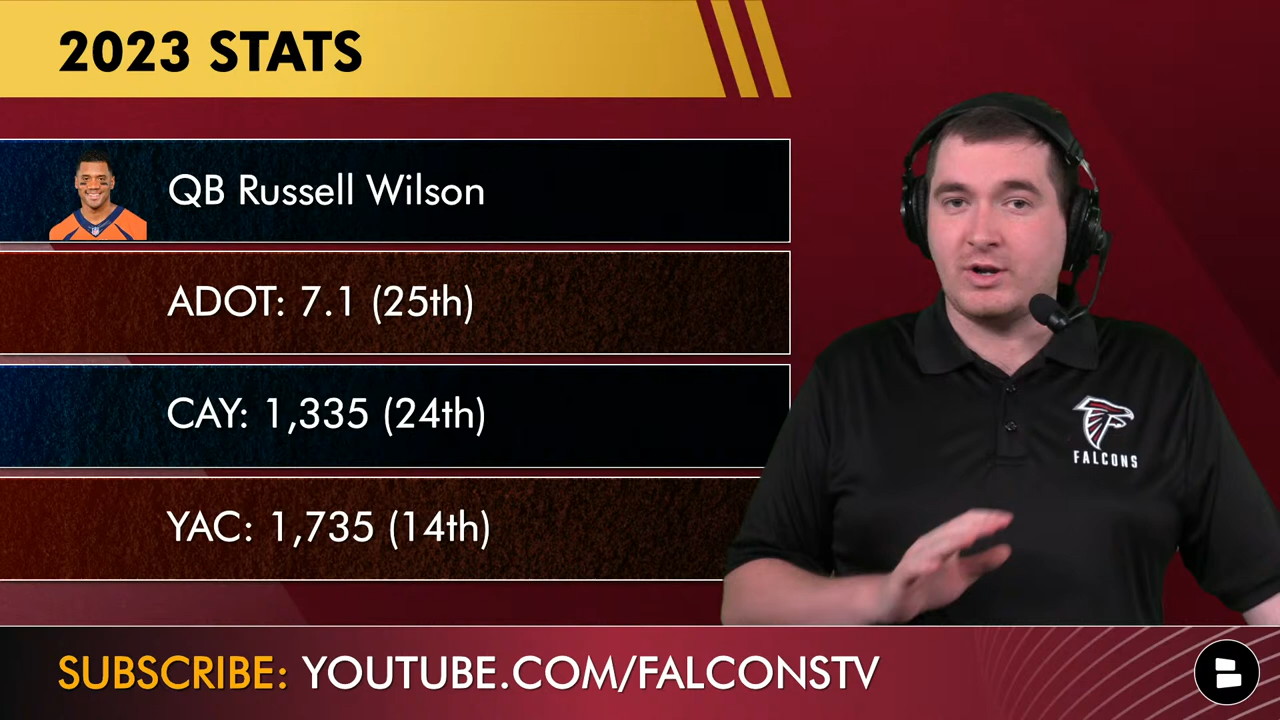 2023 STATS
QB Russell Wilson
ADOT: 7.1 (25th)
CAY: 1,335 (24th)
YAC: 1,735 (14th)
FALCONS
SUBSCRIBE: YOUTUBE.COM/FALCONSTV